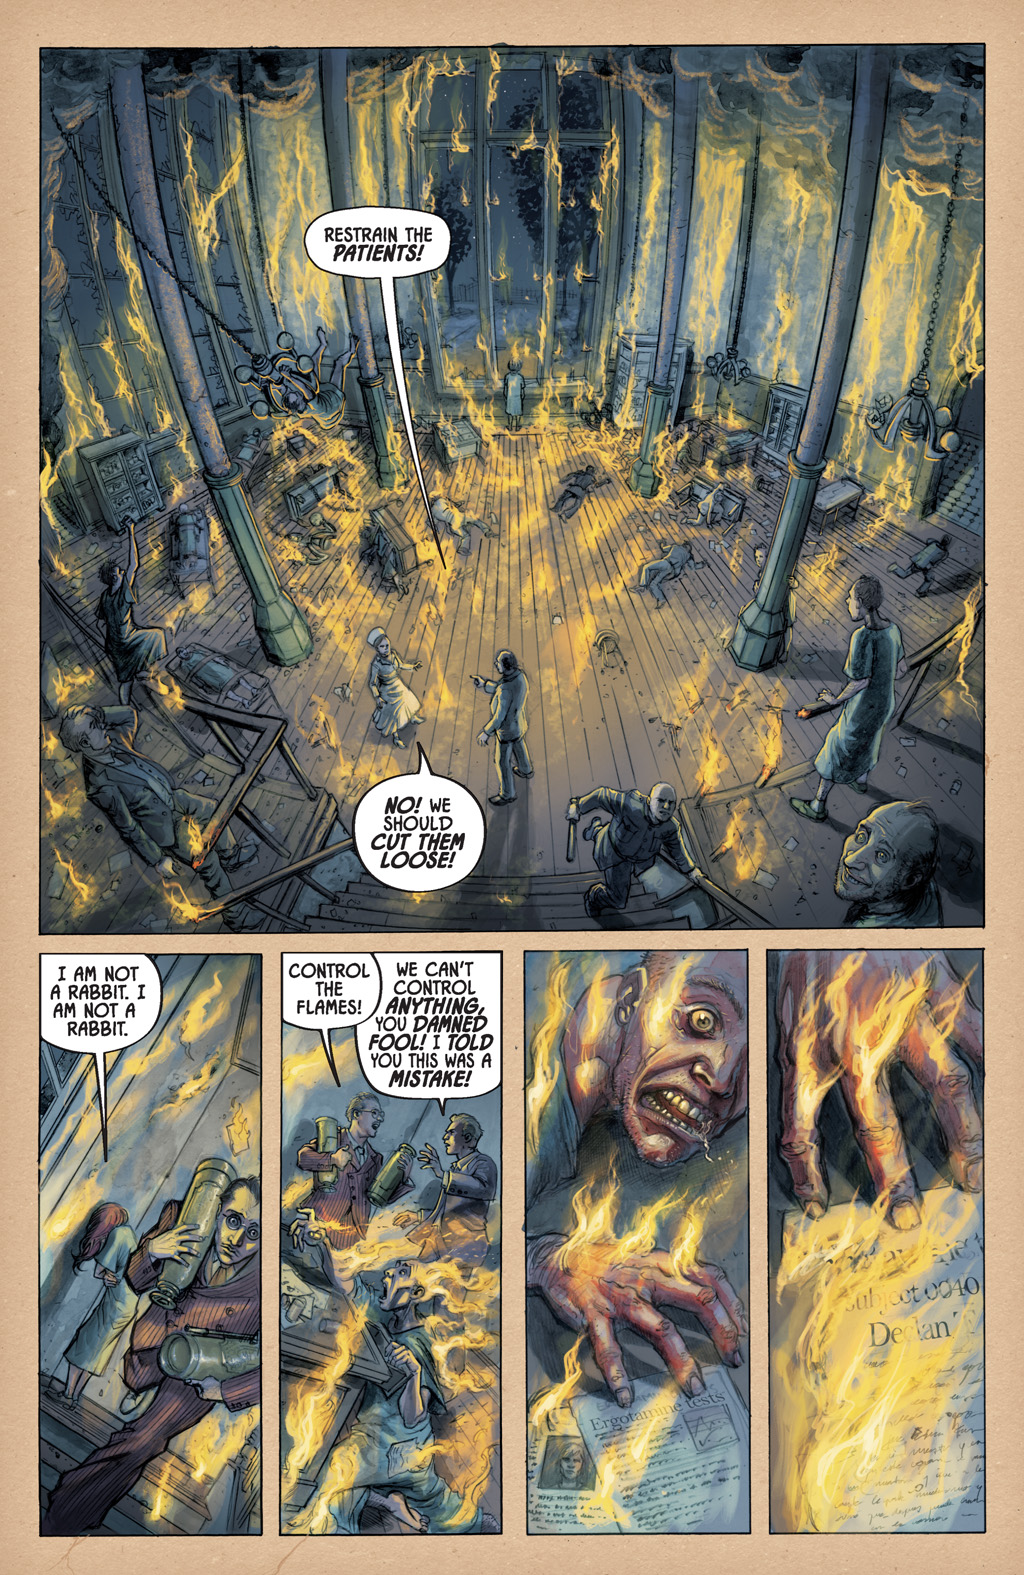 RESTRAIN THE
PATIENTS!
NO! WE
SHOULD
CUT THEM
LOOSE!
I AM NOT
A RABBIT. I
AM NOT A
RABBIT.
CONTROL
THE
FLAMES!
WE CAN'T
CONTROL
ANYTHING,
YOU DAMNED
FOOL! I TOLD
YOU THIS WAS A
MISTAKE!
Ergotamine tests
Subject 0040
Declan